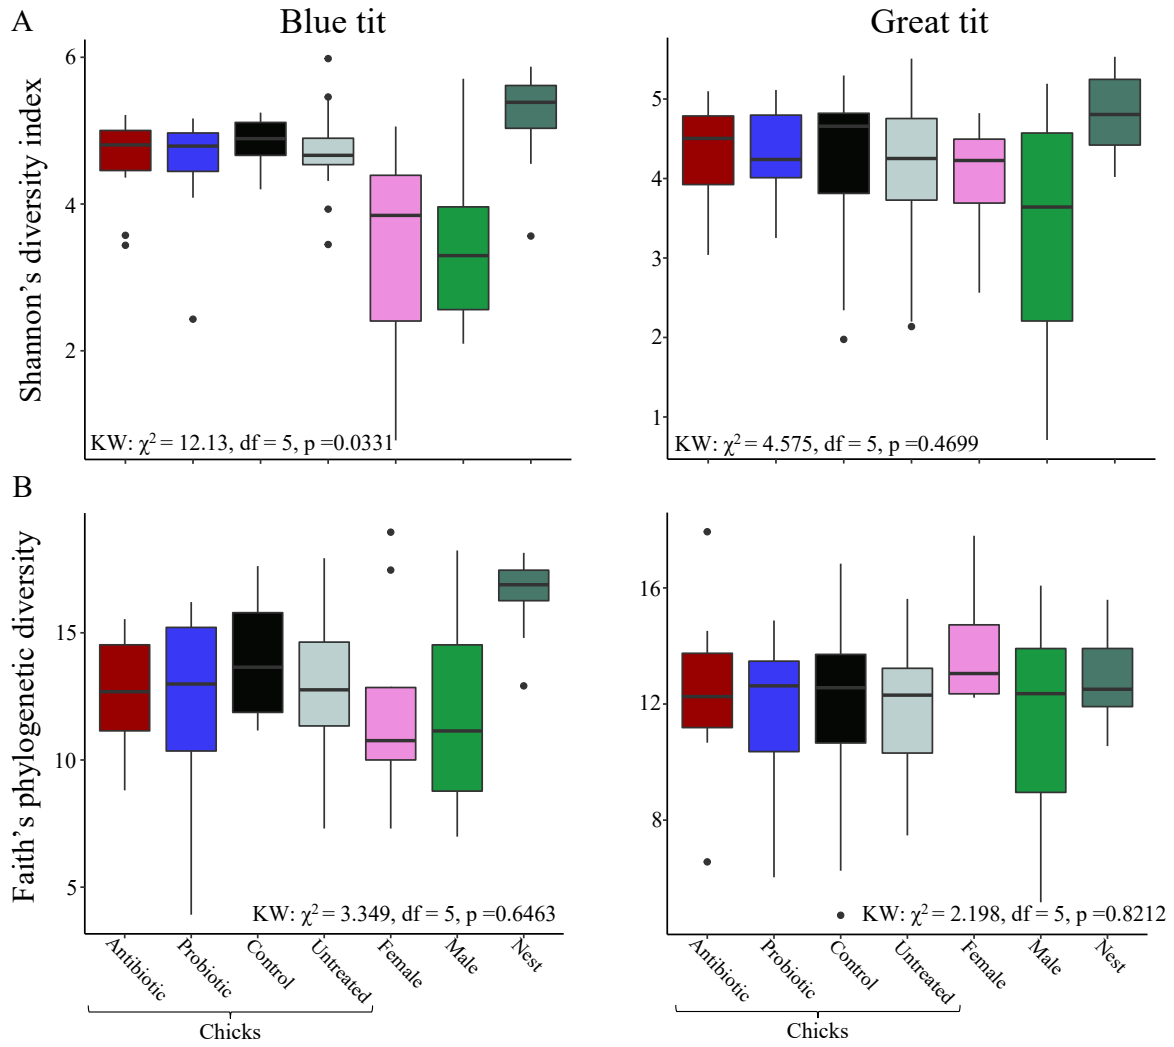 A
Blue tit
Great tit
Shannon's diversity index
6
4
2
KW: χ² = 12.13, df = 5, p =0.0331
5
4
3
2
1
KW: χ² = 4.575, df = 5, p =0.4699
B
Faith's phylogenetic diversity
15
10
5
KW: χ² = 3.349, df = 5, p =0.6463
16
12
8
KW: χ² = 2.198, df = 5, p =0.8212
Antibiotic
Probiotic
Control
Untreated
Female
Male
Nest
Chicks
Antibiotic
Probiotic
Control
Untreated
Female
Male
Nest
Chicks